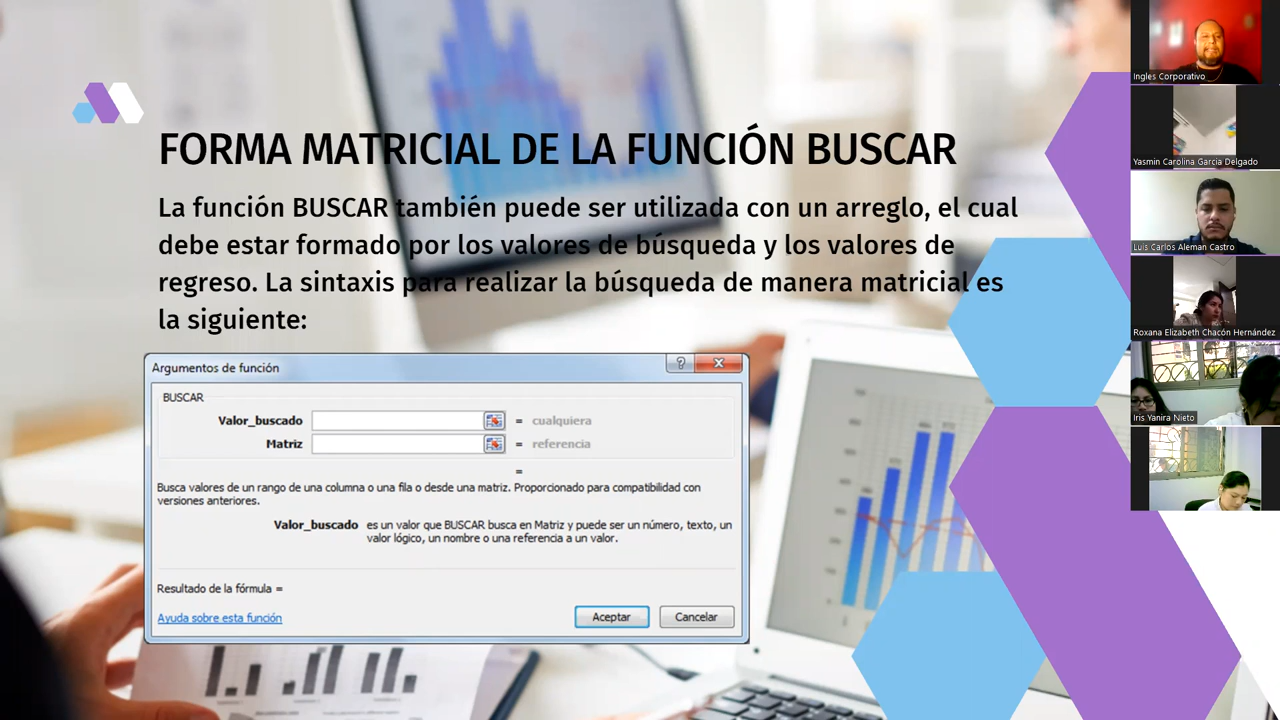 FORMA MATRICIAL DE LA FUNCIÓN BUSCAR
La función BUSCAR también puede ser utilizada con un arreglo, el cual
debe estar formado por los valores de búsqueda y los valores de
regreso. La sintaxis para realizar la búsqueda de manera matricial es
la siguiente:
Argumentos de función
BUSCAR
Valor_buscado = cualquiera
Matriz = referencia
=
Busca valores de un rango de una columna o una fila o desde una matriz. Proporcionado para compatibilidad con
versiones anteriores.
Valor_buscado es un valor que BUSCAR busca en Matriz y puede ser un número, texto, un
valor lógico, un nombre o una referencia a un valor.
Resultado de la fórmula =
Ayuda sobre esta función
Aceptar
Cancelar
Ingles Corporativo
Yasmin Carolina Garcia Delgado
Luis Carlos Aleman Castro
Roxana Elizabeth Chacón Hernández
Iris Yanira Nieto